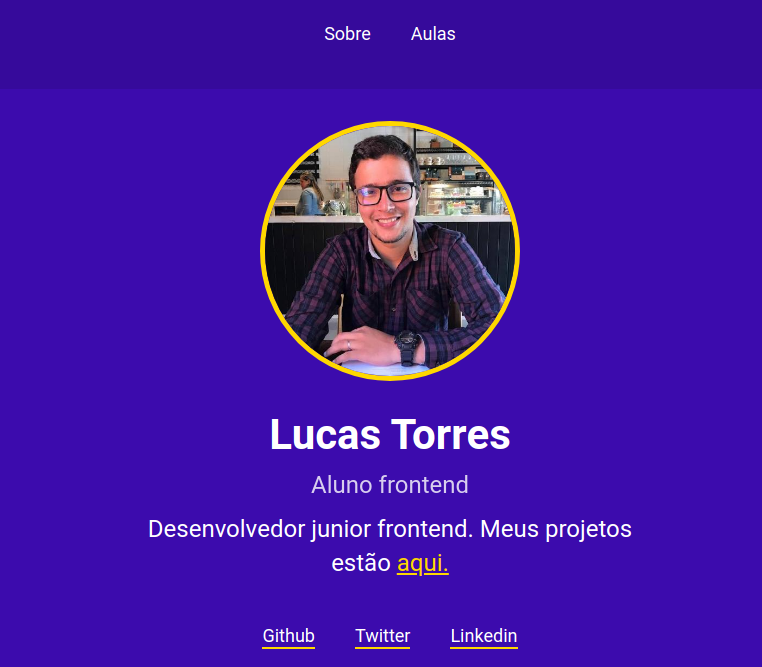 Sobre Aulas
Lucas Torres
Aluno frontend
Desenvolvedor junior frontend. Meus projetos
estão aqui.
Github Twitter Linkedin